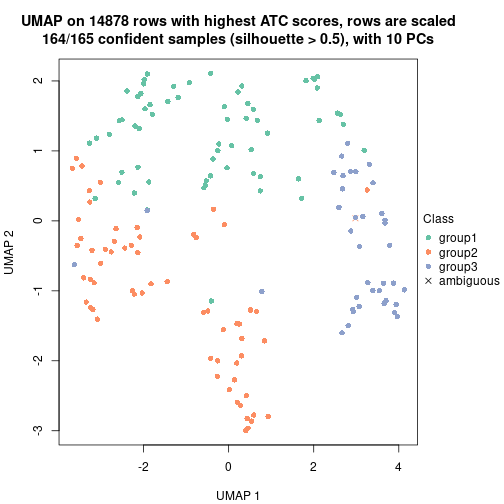 UMAP on 14878 rows with highest ATC scores, rows are scaled
164/165 confident samples (silhouette > 0.5), with 10 PCs
2
1
0
-1
-2
-3
UMAP 2
-2
0
2
4
UMAP 1
Class
group1
group2
group3
ambiguous